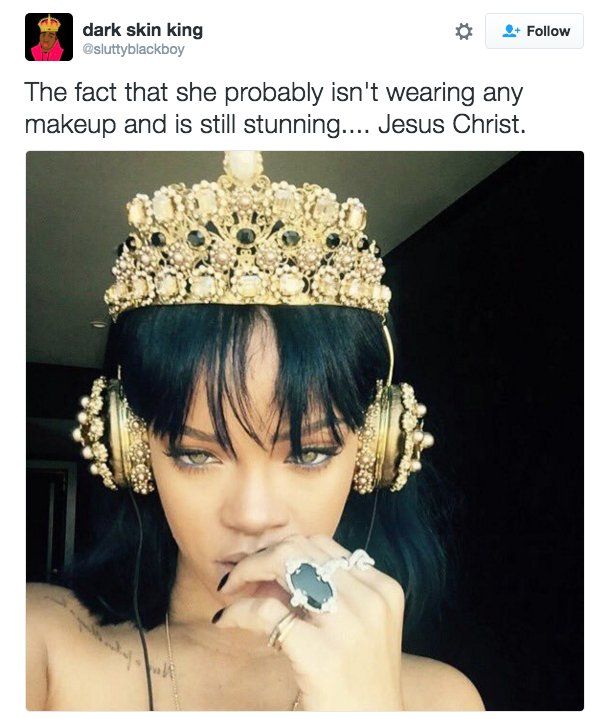 dark skin king
@sluttyblackboy
Follow
The fact that she probably isn't wearing any
makeup and is still stunning.... Jesus Christ.